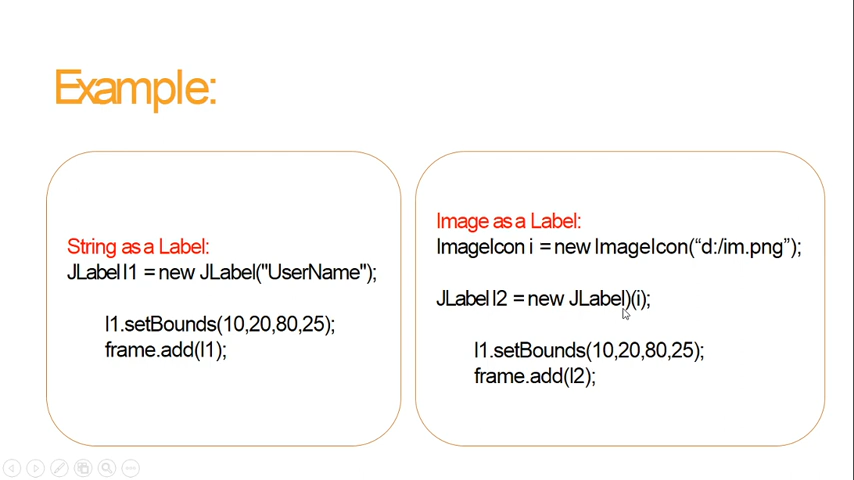 Example:
String as a Label:
JLabel l1 = new JLabel("UserName");
l1.setBounds(10,20,80,25);
frame.add(l1);
Image as a Label:
ImageIcon i = new ImageIcon(“d:/im.png”);
JLabel l2 = new JLabel)(i);
l1.setBounds(10,20,80,25);
frame.add(l2);